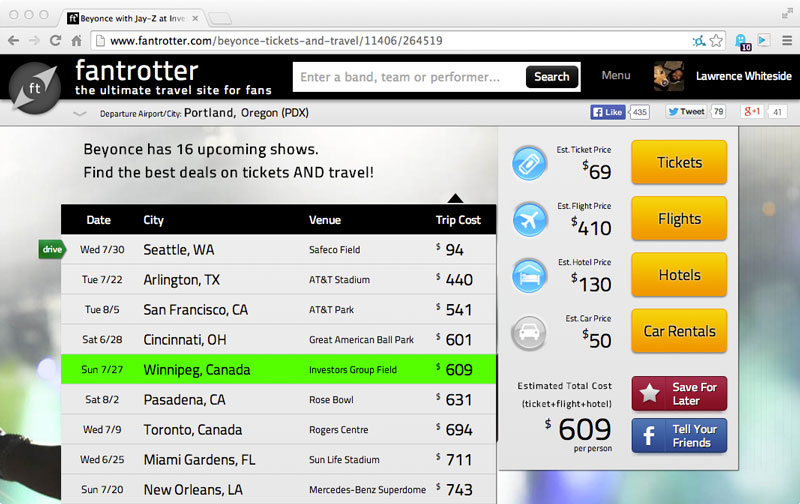 ft Beyonce with Jay-Z at Inve
www.fantrotter.com/beyonce-tickets-and-travel/11406/264519
10
ft
fantrotter
the ultimate travel site for fans
Enter a band, team or performer... Search
Menu
Lawrence Whiteside
Departure Airport/City: Portland, Oregon (PDX)
Like 435
Tweet 79
g+1 41
Beyonce has 16 upcoming shows.
Find the best deals on tickets AND travel!
Date City Venue Trip Cost
drive Wed 7/30 Seattle, WA Safeco Field $ 94
Tue 7/22 Arlington, TX AT&T Stadium $ 440
Tue 8/5 San Francisco, CA AT&T Park $ 541
Sat 6/28 Cincinnati, OH Great American Ball Park $ 601
Sun 7/27 Winnipeg, Canada Investors Group Field $ 609
Sat 8/2 Pasadena, CA Rose Bowl $ 631
Wed 7/9 Toronto, Canada Rogers Centre $ 694
Wed 6/25 Miami Gardens, FL Sun Life Stadium $ 711
Sun 7/20 New Orleans, LA Mercedes-Benz Superdome $ 743
Est. Ticket Price
$69
Tickets
Est. Flight Price
$410
Flights
Est. Hotel Price
$130
Hotels
Est. Car Price
$50
Car Rentals
Estimated Total Cost
(ticket+flight+hotel)
$ 609
per person
Save For
Later
f Tell Your
Friends